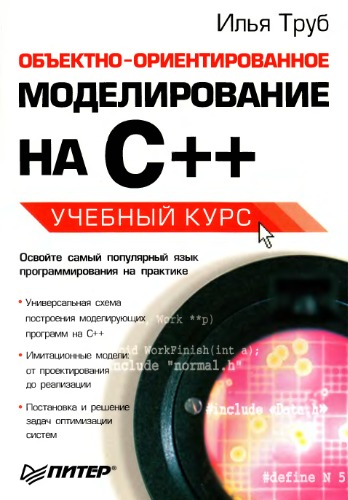 Илья Труб
ОБЪЕКТНО-ОРИЕНТИРОВАННОЕ
МОДЕЛИРОВАНИЕ
НА C++
УЧЕБНЫЙ КУРС
Освойте самый популярный язык
программирования на практике
• Универсальная схема
построения моделирующих
программ на C++
• Имитационные модели:
от проектирования
до реализации
• Постановка и решение
задач оптимизации
систем
Work **p)
id WorkFinish(int a);
nclude "normal.h"
#include <Data.h>
#define N 5
ПИТЕР